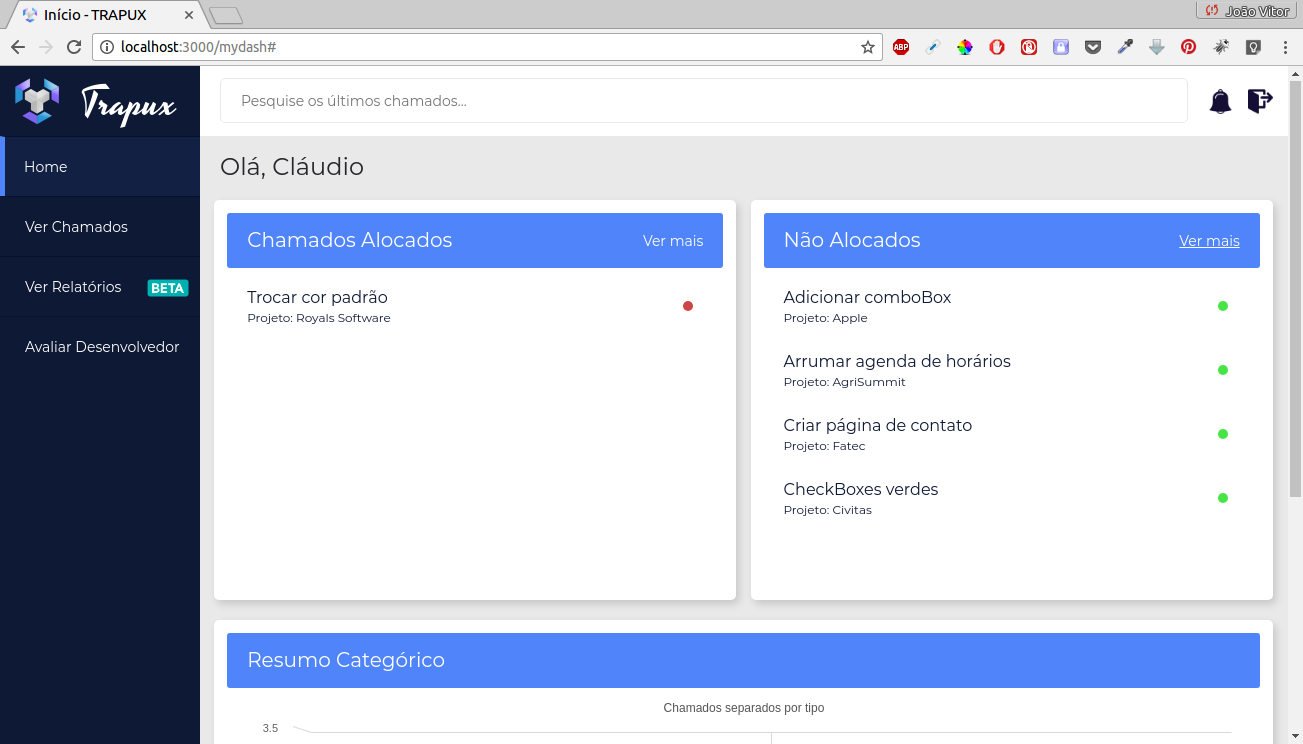 Início - TRAPUX
João Vitor
localhost:3000/mydash#
ABP
Trapux
Pesquise os últimos chamados...
Home
Ver Chamados
Ver Relatórios BETA
Avaliar Desenvolvedor
Olá, Cláudio
Chamados Alocados Ver mais
Trocar cor padrão
Projeto: Royals Software
Não Alocados Ver mais
Adicionar comboBox
Projeto: Apple
Arrumar agenda de horários
Projeto: AgriSummit
Criar página de contato
Projeto: Fatec
CheckBoxes verdes
Projeto: Civitas
Resumo Categórico
Chamados separados por tipo
3.5